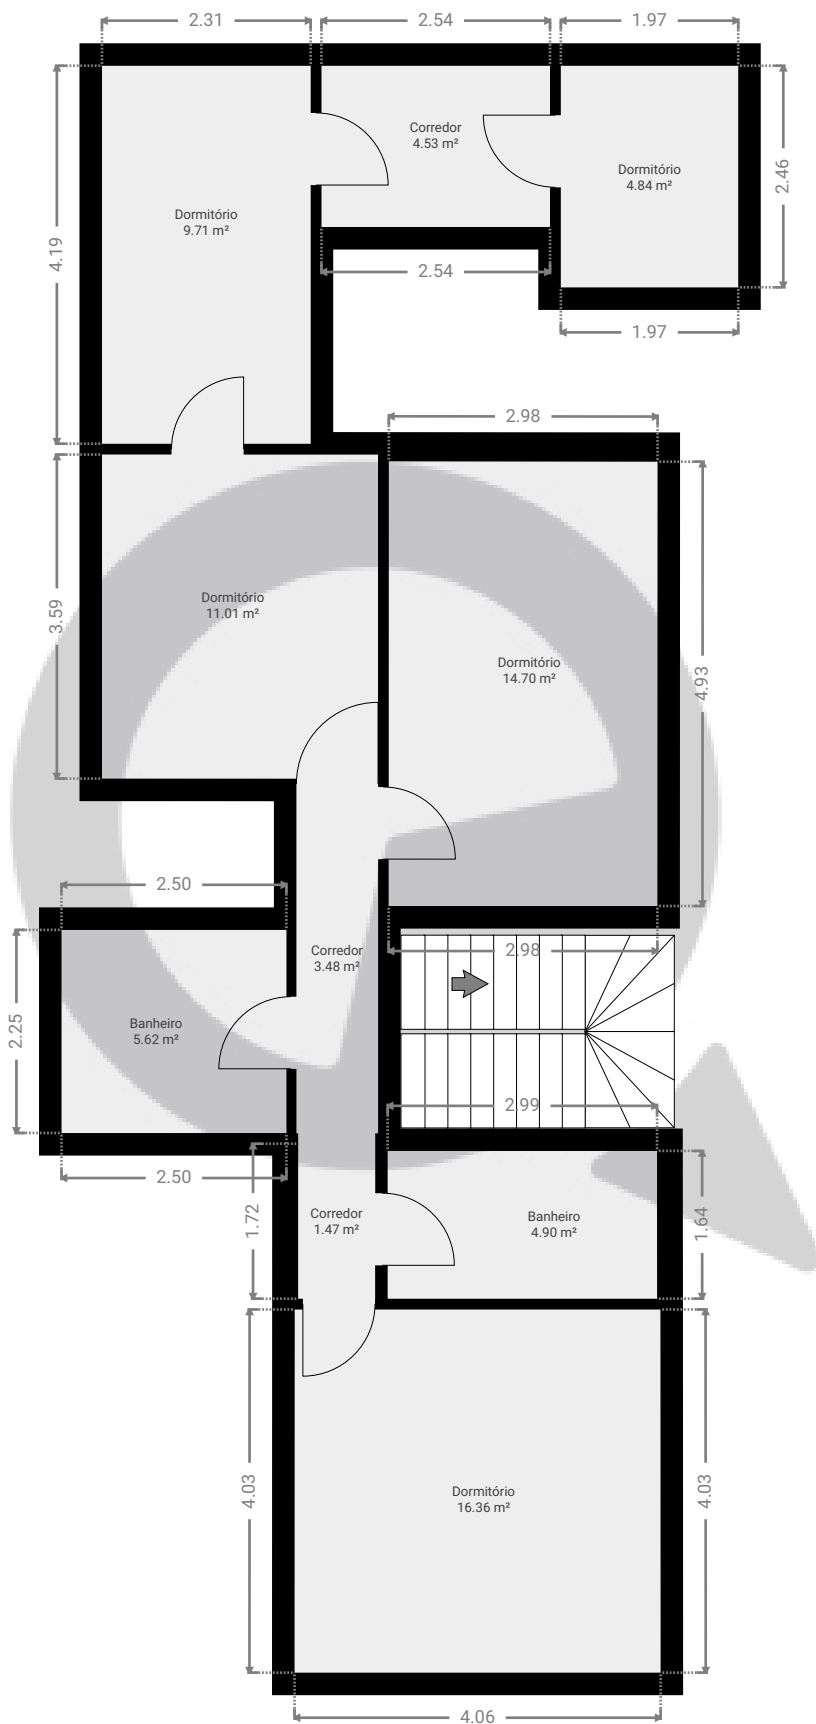 2.31
2.54
1.97
Corredor
4.53 m²
Dormitório
4.84 m²
2.46
Dormitório
9.71 m²
4.19
2.54
1.97
2.98
Dormitório
11.01 m²
3.59
Dormitório
14.70 m²
4.93
2.50
Corredor
3.48 m²
2.98
Banheiro
5.62 m²
2.25
2.99
2.50
Corredor
1.47 m²
1.72
Banheiro
4.90 m²
1.64
4.03
Dormitório
16.36 m²
4.03
4.06